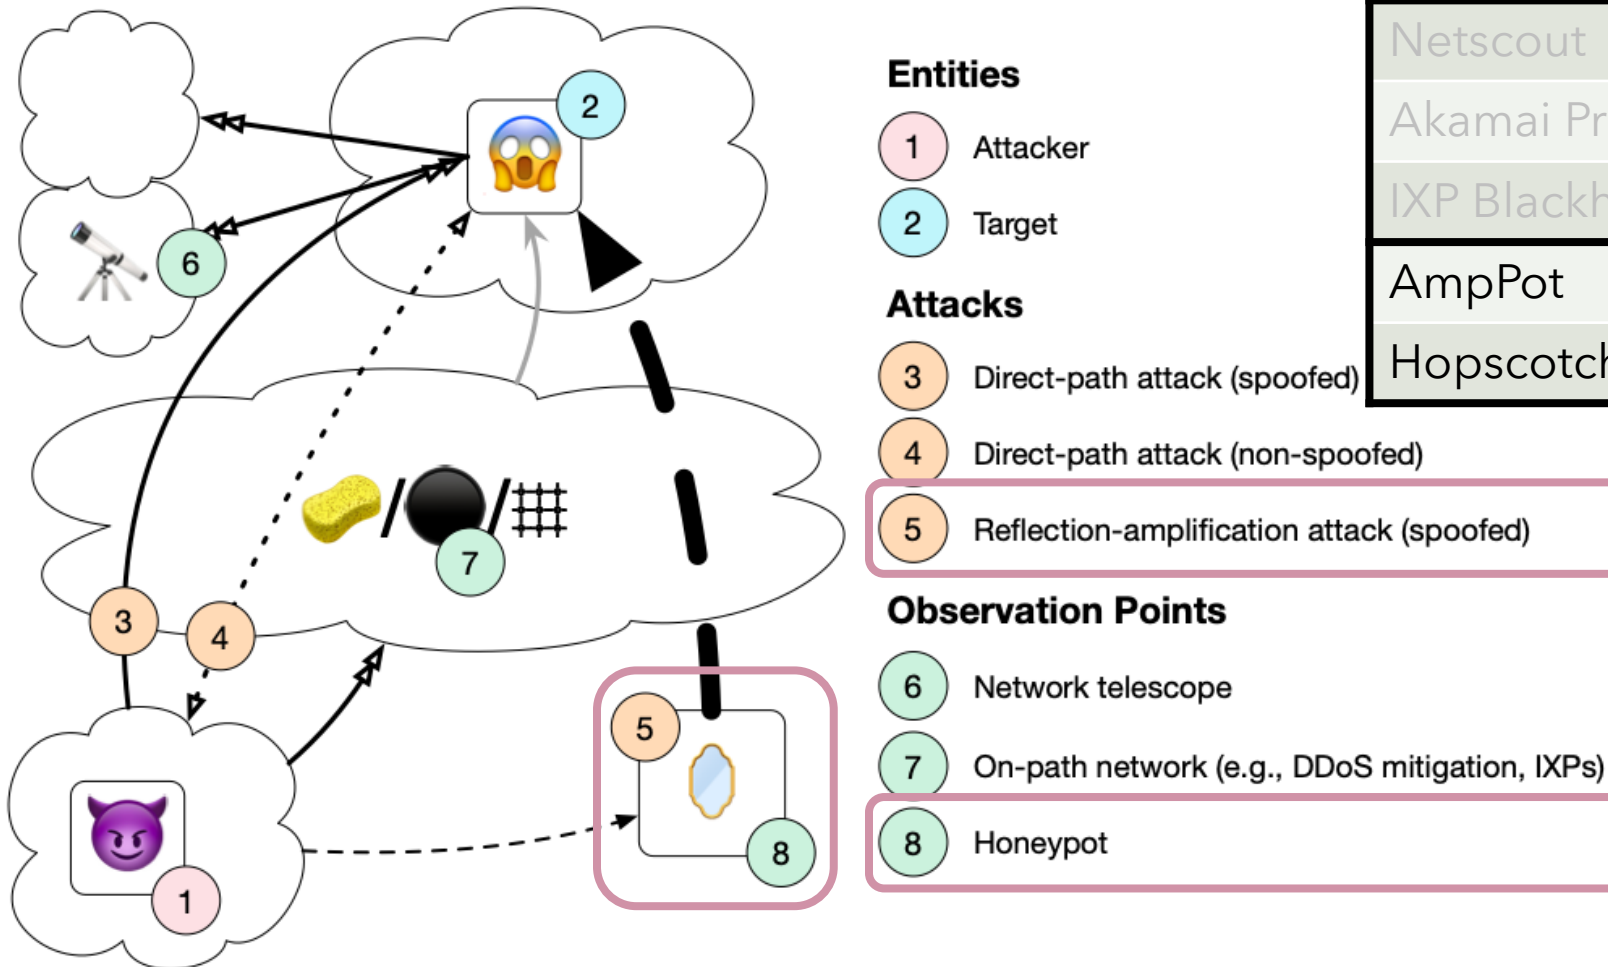 2
6
7
3
4
5
8
1
Entities
1 Attacker
2 Target
Attacks
3 Direct-path attack (spoofed)
4 Direct-path attack (non-spoofed)
5 Reflection-amplification attack (spoofed)
Observation Points
6 Network telescope
7 On-path network (e.g., DDoS mitigation, IXPs)
8 Honeypot
Netscout
Akamai Pr
IXP Blackh
AmpPot
Hopscotch